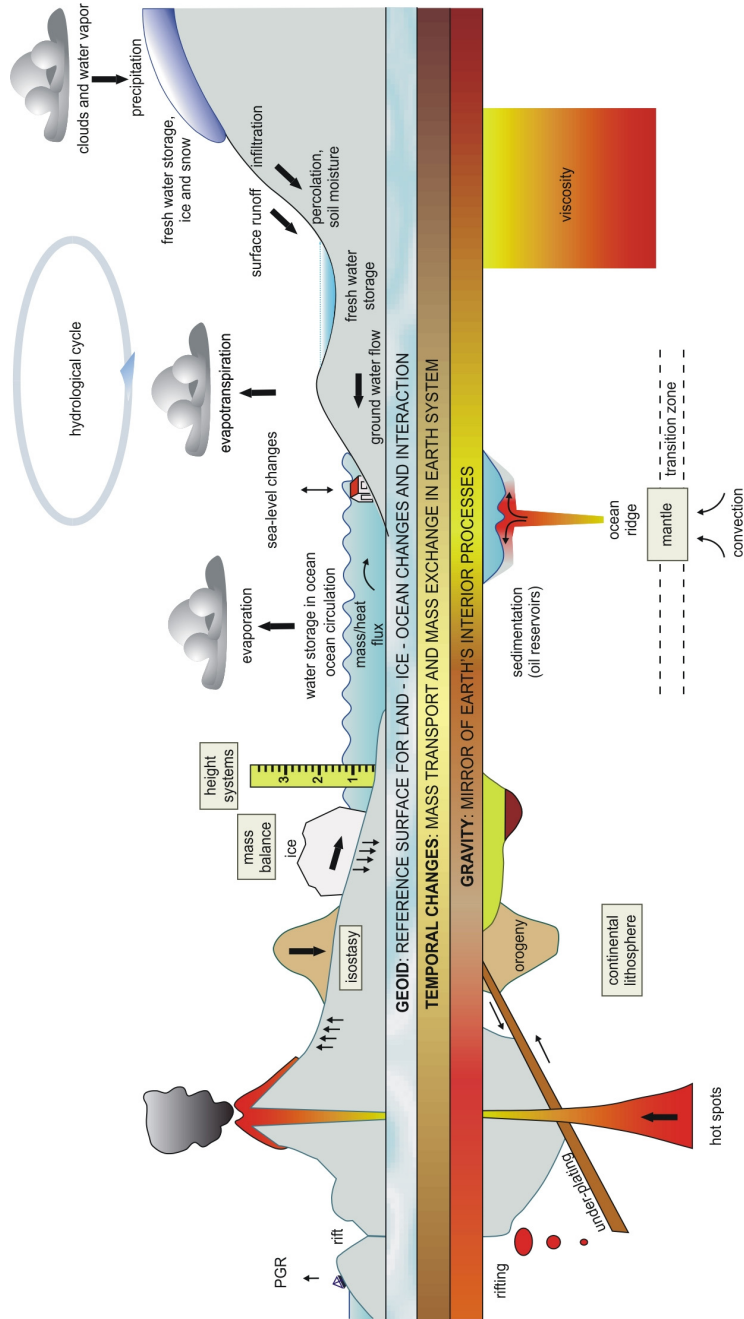 PGR
rift
isostasy
mass
balance
ice
height
systems
3
2
1
evaporation
water storage in ocean
ocean circulation
mass/heat
flux
sea-level changes
evapotranspiration
hydrological cycle
ground water flow
fresh water
storage
surface runoff
infiltration
percolation,
soil moisture
fresh water storage,
ice and snow
precipitation
clouds and water vapor
GEOID: REFERENCE SURFACE FOR LAND - ICE - OCEAN CHANGES AND INTERACTION
TEMPORAL CHANGES: MASS TRANSPORT AND MASS EXCHANGE IN EARTH SYSTEM
GRAVITY: MIRROR OF EARTH'S INTERIOR PROCESSES
rifting
under-plating
hot spots
orogeny
continental
lithosphere
sedimentation
(oil reservoirs)
ocean
ridge
mantle
transition zone
convection
viscosity